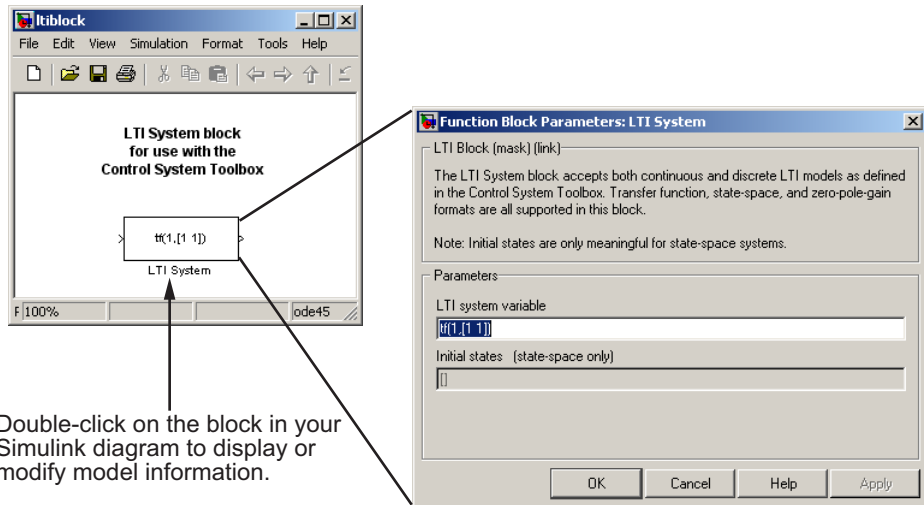 ltiblock
File Edit View Simulation Format Tools Help
LTI System block
for use with the
Control System Toolbox
tf(1,[1 1])
LTI System
100%
ode45
Double-click on the block in your
Simulink diagram to display or
modify model information.
Function Block Parameters: LTI System
LTI Block (mask) (link)
The LTI System block accepts both continuous and discrete LTI models as defined
in the Control System Toolbox. Transfer function, state-space, and zero-pole-gain
formats are all supported in this block.
Note: Initial states are only meaningful for state-space systems.
Parameters
LTI system variable
tf(1,[1 1])
Initial states (state-space only)
[]
OK Cancel Help Apply